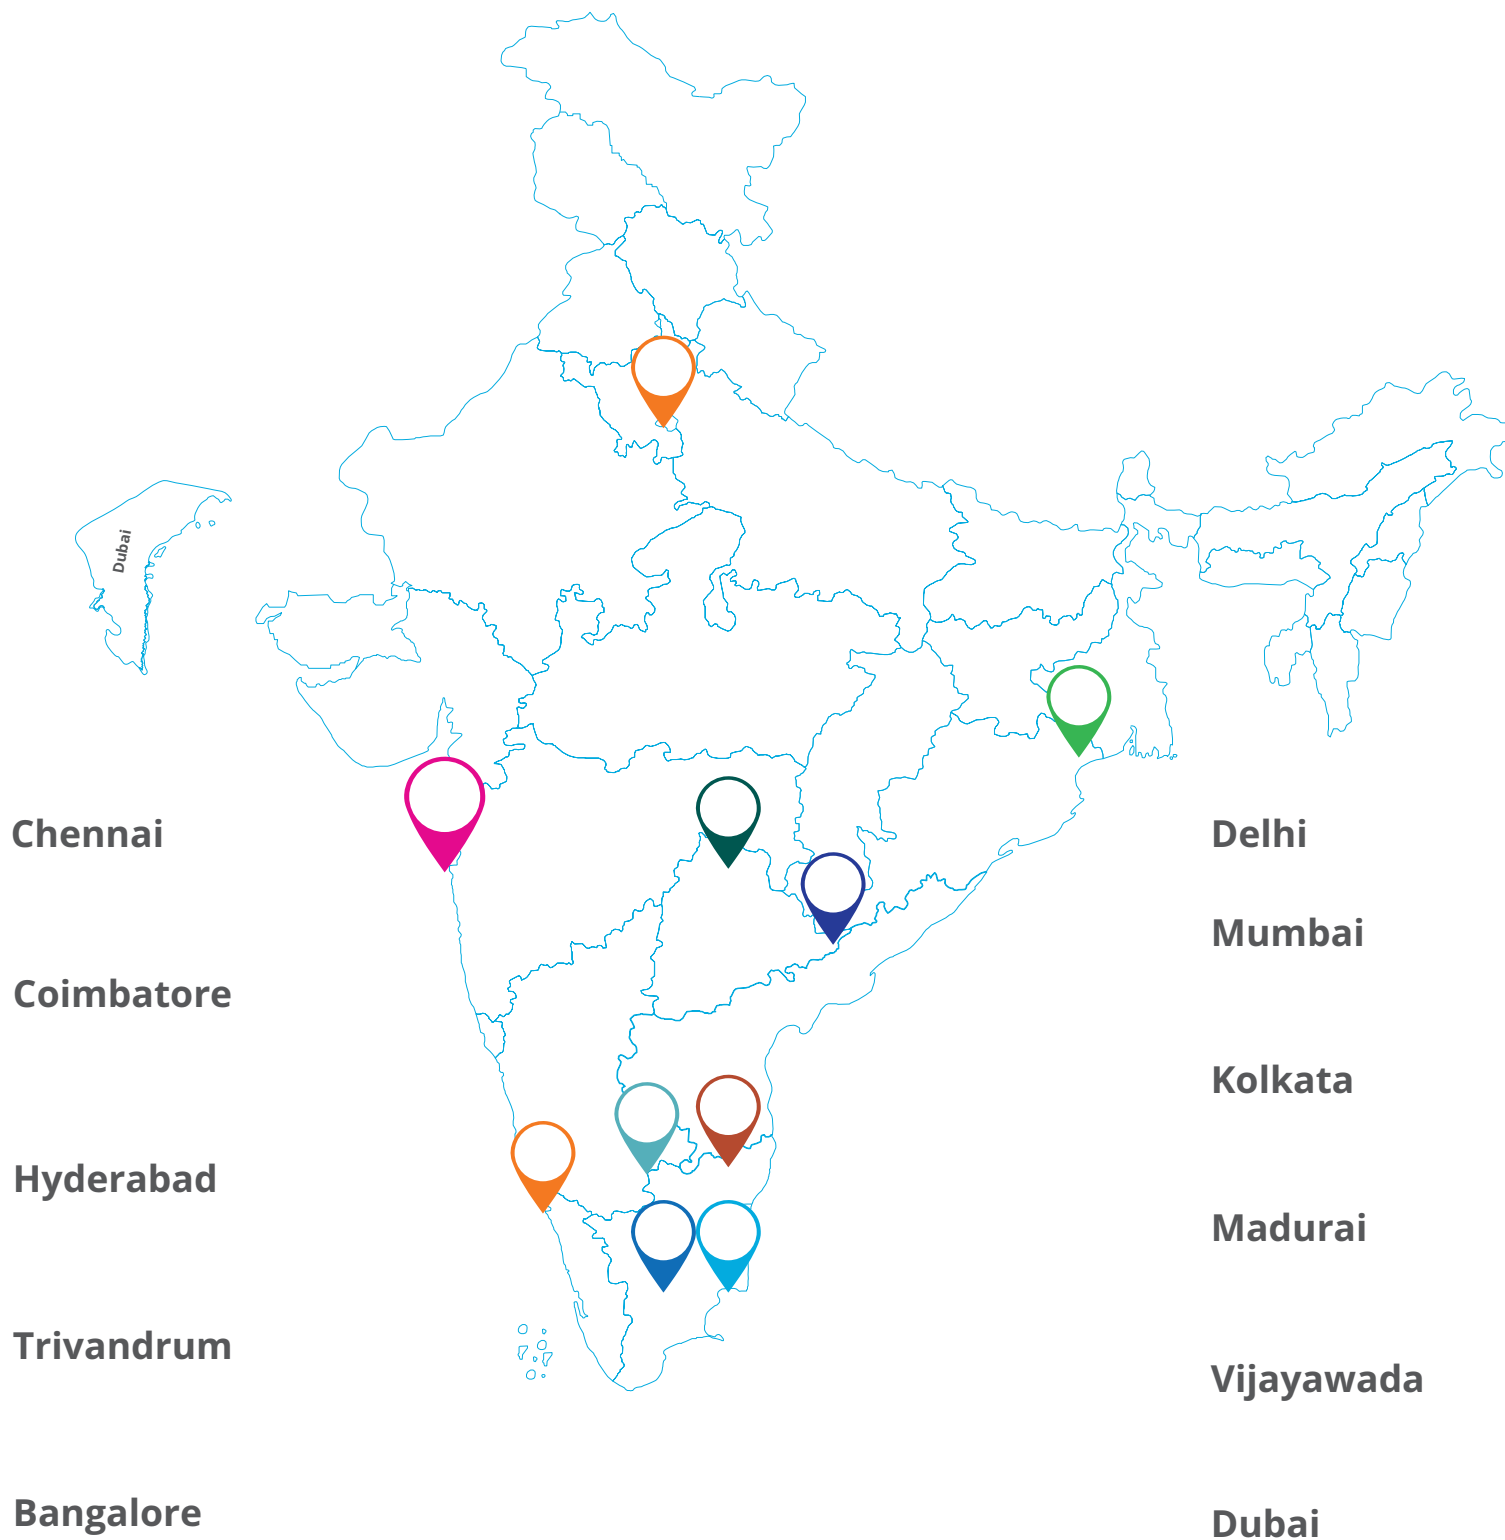 Dubai
Chennai
Coimbatore
Hyderabad
Trivandrum
Bangalore
Delhi
Mumbai
Kolkata
Madurai
Vijayawada
Dubai